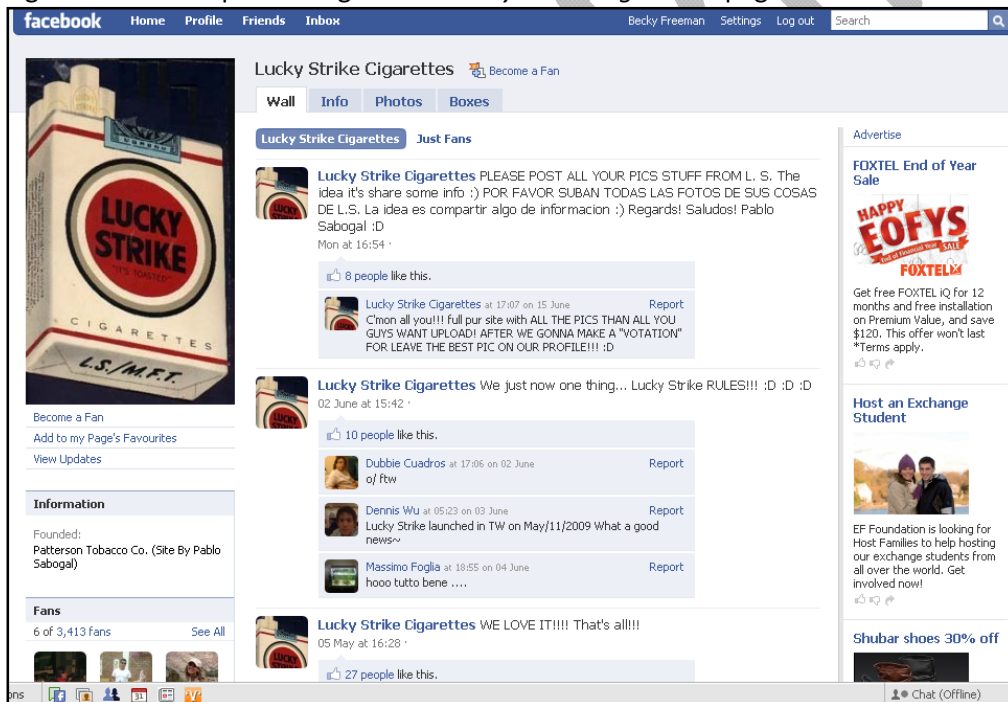 facebook Home Profile Friends Inbox Becky Freeman Settings Log out Search
LUCKY
STRIKE
"IT'S TOASTED"
CIGARETTES
L.S./M.F.T.
Become a Fan
Add to my Page's Favourites
View Updates
Information
Founded:
Patterson Tobacco Co. (Site By Pablo
Sabogal)
Fans
6 of 3,413 fans See All
Lucky Strike Cigarettes Become a Fan
Wall Info Photos Boxes
Lucky Strike Cigarettes Just Fans
Lucky Strike Cigarettes PLEASE POST ALL YOUR PICS STUFF FROM L. S. The
idea it's share some info :) POR FAVOR SUBAN TODAS LAS FOTOS DE SUS COSAS
DE L.S. La idea es compartir algo de informacion :) Regards! Saludos! Pablo
Sabogal :D
Mon at 16:54 ·
8 people like this.
Lucky Strike Cigarettes at 17:07 on 15 June Report
C'mon all you!!! full pur site with ALL THE PICS THAN ALL YOU
GUYS WANT UPLOAD! AFTER WE GONNA MAKE A "VOTATION"
FOR LEAVE THE BEST PIC ON OUR PROFILE!!! :D
Lucky Strike Cigarettes We just now one thing... Lucky Strike RULES!!! :D :D :D
02 June at 15:42 ·
10 people like this.
Dubbie Cuadros at 17:06 on 02 June Report
o/ ftw
Dennis Wu at 05:23 on 03 June Report
Lucky Strike launched in TW on May/11/2009 What a good
news~
Massimo Foglia at 18:55 on 04 June Report
hooo tutto bene ....
Lucky Strike Cigarettes WE LOVE IT!!!! That's all!!!
05 May at 16:28 ·
27 people like this.
Advertise
FOXTEL End of Year
Sale
HAPPY
EOFYS
End of Financial Year SALE
FOXTEL
Get free FOXTEL iQ for 12
months and free installation
on Premium Value, and save
$120. This offer won't last
*Terms apply.
Host an Exchange
Student
EF Foundation is looking for
Host Families to help hosting
our exchange students from
all over the world. Get
involved now!
Shubar shoes 30% off
ons 31 Chat (Offline)